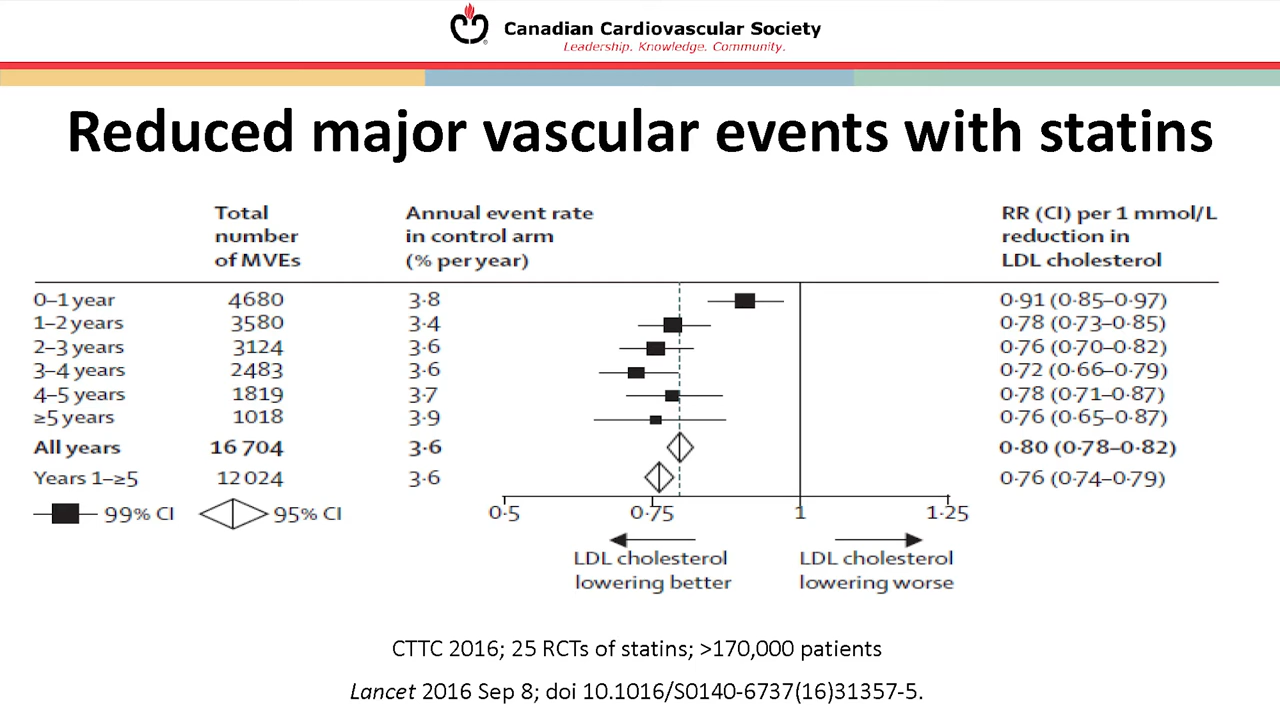 Canadian Cardiovascular Society
Leadership. Knowledge. Community.
Reduced major vascular events with statins
Total number of MVEs
Annual event rate in control arm (% per year)
RR (CI) per 1 mmol/L reduction in LDL cholesterol
0–1 year 4680 3·8 0·91 (0·85–0·97)
1–2 years 3580 3·4 0·78 (0·73–0·85)
2–3 years 3124 3·6 0·76 (0·70–0·82)
3–4 years 2483 3·6 0·72 (0·66–0·79)
4–5 years 1819 3·7 0·78 (0·71–0·87)
≥5 years 1018 3·9 0·76 (0·65–0·87)
All years 16 704 3·6 0·80 (0·78–0·82)
Years 1–≥5 12 024 3·6 0·76 (0·74–0·79)
99% CI 95% CI 0·5 0·75 1 1·25
LDL cholesterol lowering better
LDL cholesterol lowering worse
CTTC 2016; 25 RCTs of statins; >170,000 patients
Lancet 2016 Sep 8; doi 10.1016/S0140-6737(16)31357-5.